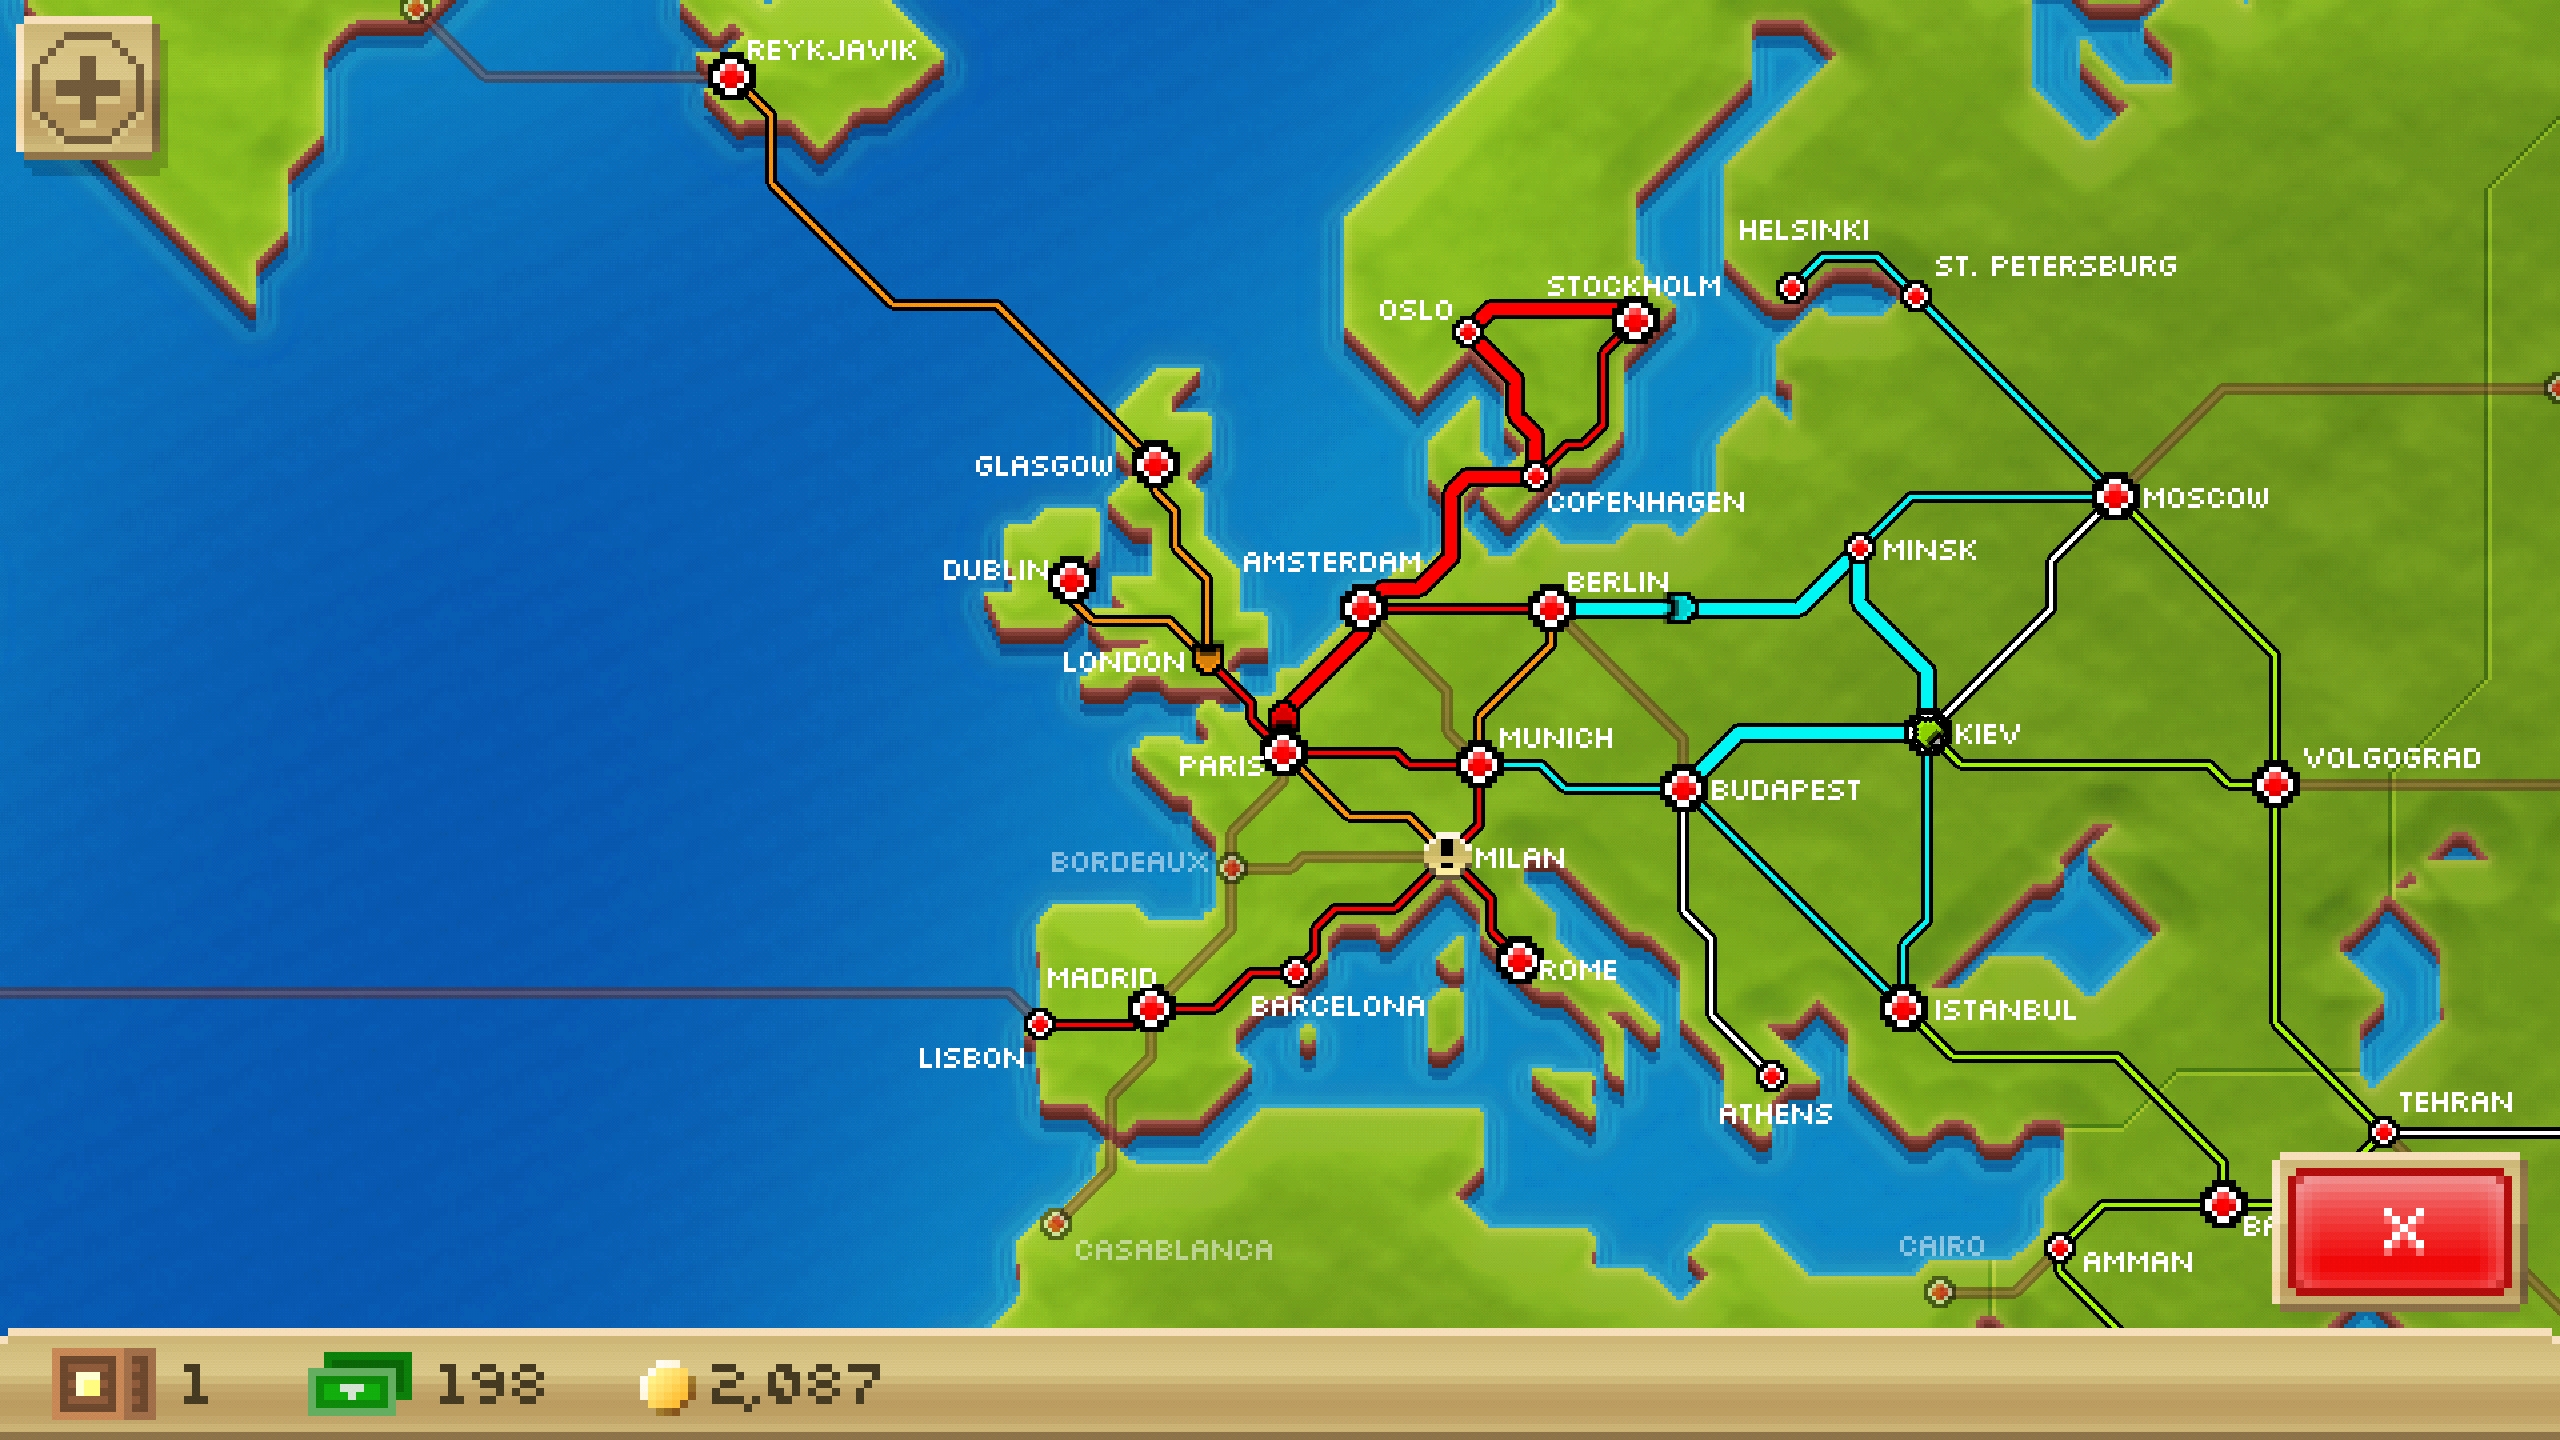 REYKJAVIK
HELSINKI
ST. PETERSBURG
STOCKHOLM
OSLO
GLASGOW
MOSCOW
COPENHAGEN
MINSK
AMSTERDAM
DUBLIN
BERLIN
LONDON
KIEV
MUNICH
VOLGOGRAD
PARIS
BUDAPEST
!
MILAN
BORDEAUX
ROME
MADRID
BARCELONA
ISTANBUL
LISBON
TEHRAN
ATHENS
BA
CASABLANCA
CAIRO
AMMAN
X
1
198
2,087